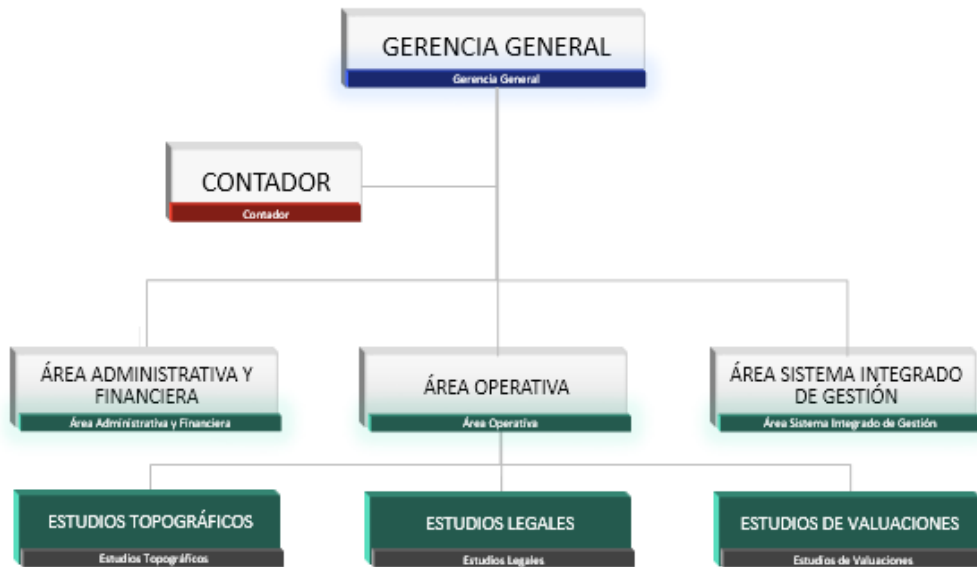 GERENCIA GENERAL
Gerencia General
CONTADOR
Contador
ÁREA ADMINISTRATIVA Y
FINANCIERA
Área Administrativa y Financiera
ÁREA OPERATIVA
Área Operativa
ÁREA SISTEMA INTEGRADO
DE GESTIÓN
Área Sistema Integrado de Gestión
ESTUDIOS TOPOGRÁFICOS
Estudios Topográficos
ESTUDIOS LEGALES
Estudios Legales
ESTUDIOS DE VALUACIONES
Estudios de Valuaciones